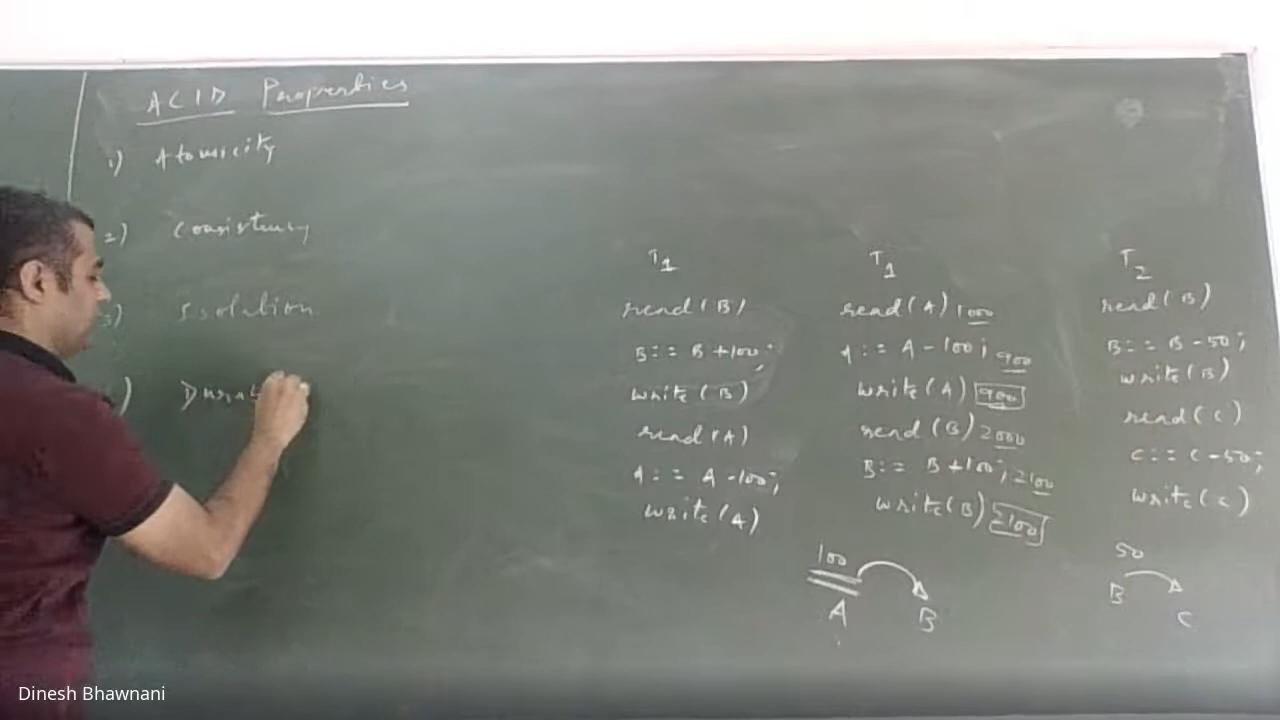 ACID Properties
1) Atomicity
2) Consistency
3) Isolation
) Durab
T1
read(B)
B:= B+100;
write(B)
read(A)
A:= A-100;
write(A)
T1
read(A) 1000
A:= A-100; 900
write(A) 900
read(B) 2000
B:= B+100; 2100
write(B) 2100
100
A B
T2
read(B)
B:= B-50;
write(B)
read(C)
C:= C-50;
write(C)
50
B C
Dinesh Bhawnani